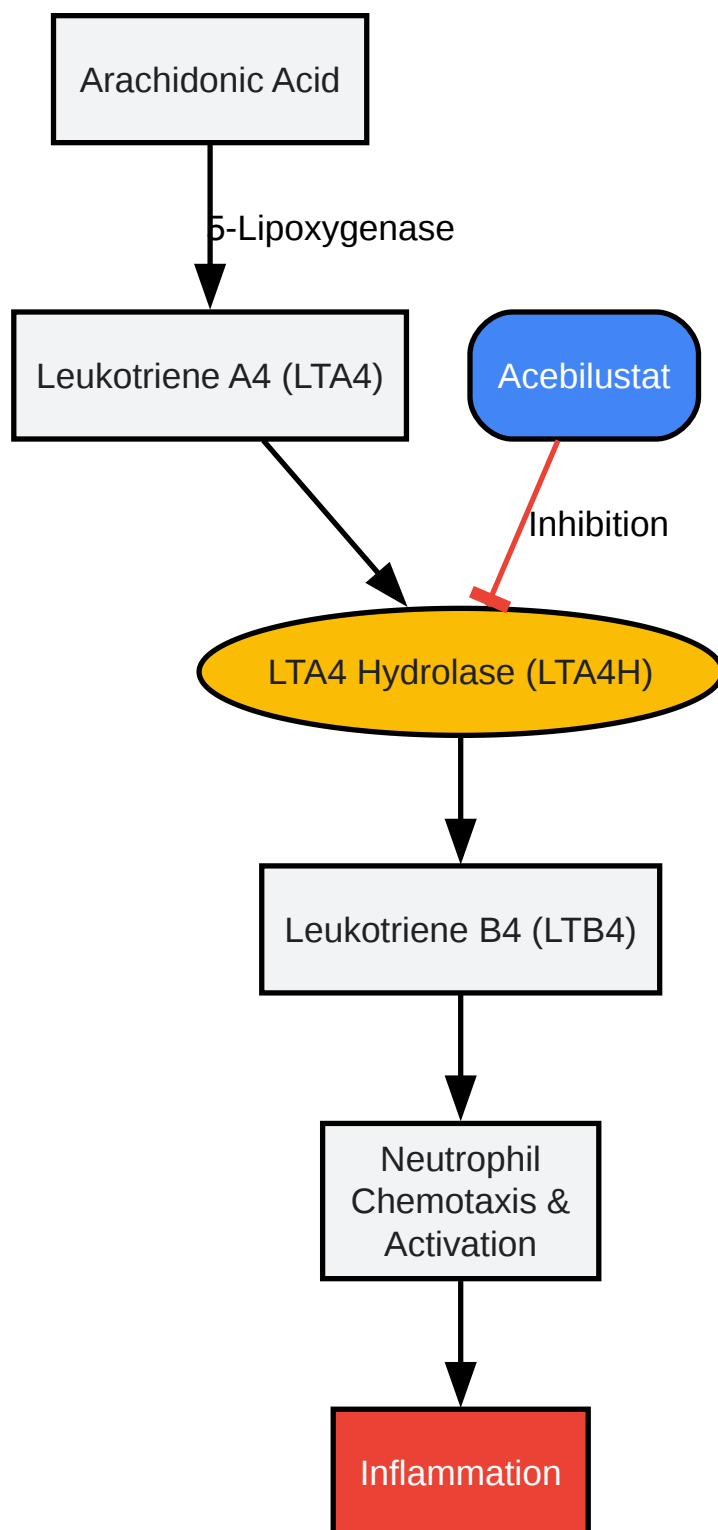 Arachidonic Acid
5-Lipoxygenase
Leukotriene A4 (LTA4)
Acebilustat
Inhibition
LTA4 Hydrolase (LTA4H)
Leukotriene B4 (LTB4)
Neutrophil
Chemotaxis &
Activation
Inflammation